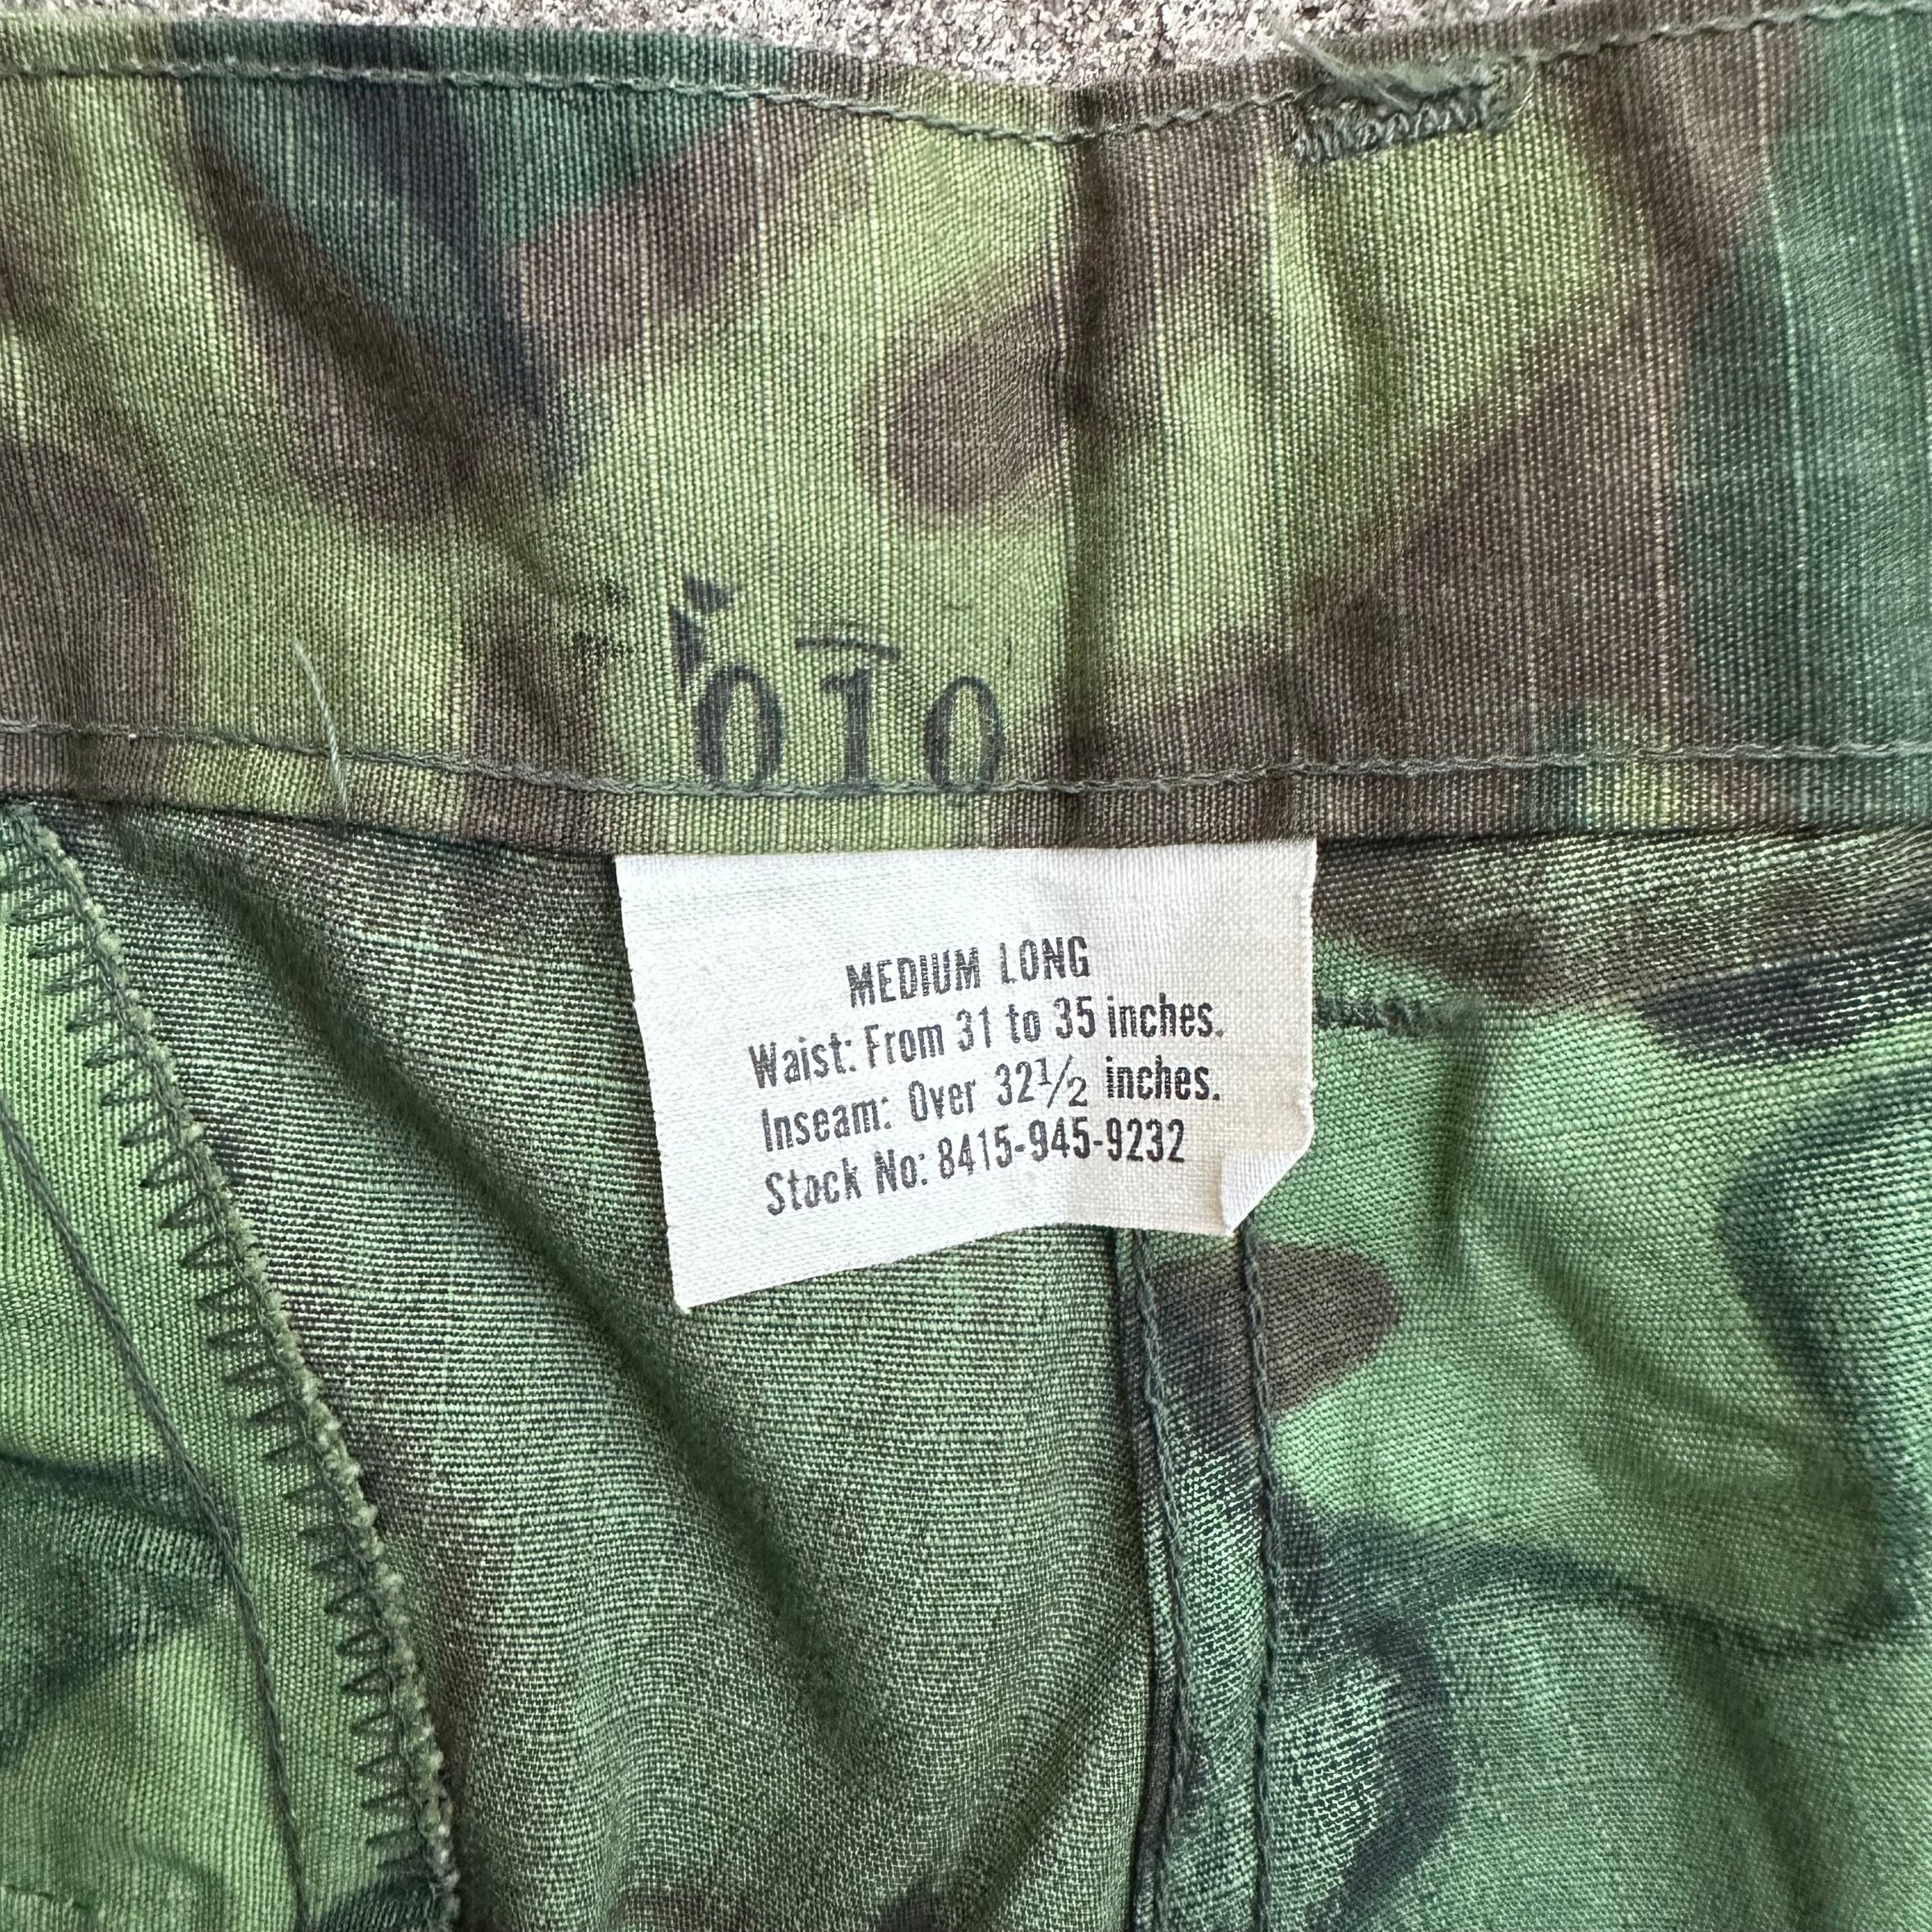 010
MEDIUM LONG
Waist: From 31 to 35 inches.
Inseam: Over 32½ inches.
Stock No: 8415-945-9232